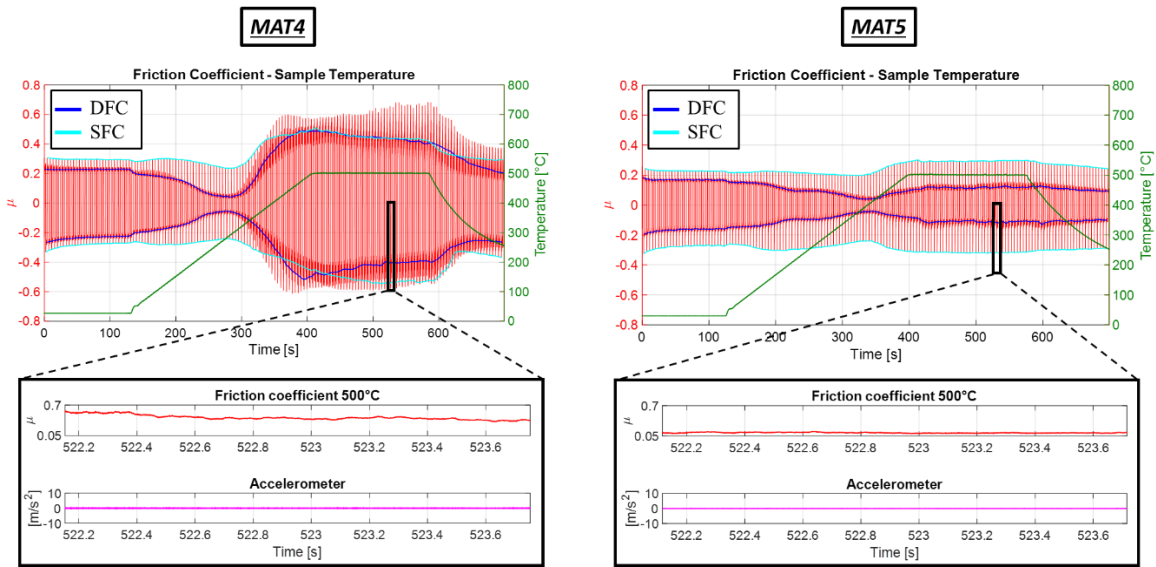 MAT4
Friction Coefficient - Sample Temperature
0.8
0.6
0.4
0.2
0
-0.2
-0.4
-0.6
-0.8
μ
DFC
SFC
800
700
600
500
400
300
200
100
0
Temperature [°C]
0 100 200 300 400 500 600
Time [s]
Friction coefficient 500°C
0.7
0.05
μ
522.2 522.4 522.6 522.8 523 523.2 523.4 523.6
Accelerometer
10
0
-10
[m/s²]
522.2 522.4 522.6 522.8 523 523.2 523.4 523.6
Time [s]
MAT5
Friction Coefficient - Sample Temperature
0.8
0.6
0.4
0.2
0
-0.2
-0.4
-0.6
-0.8
μ
DFC
SFC
800
700
600
500
400
300
200
100
0
Temperature [°C]
0 100 200 300 400 500 600
Time [s]
Friction coefficient 500°C
0.7
0.05
μ
522.2 522.4 522.6 522.8 523 523.2 523.4 523.6
Accelerometer
10
0
-10
[m/s²]
522.2 522.4 522.6 522.8 523 523.2 523.4 523.6
Time [s]